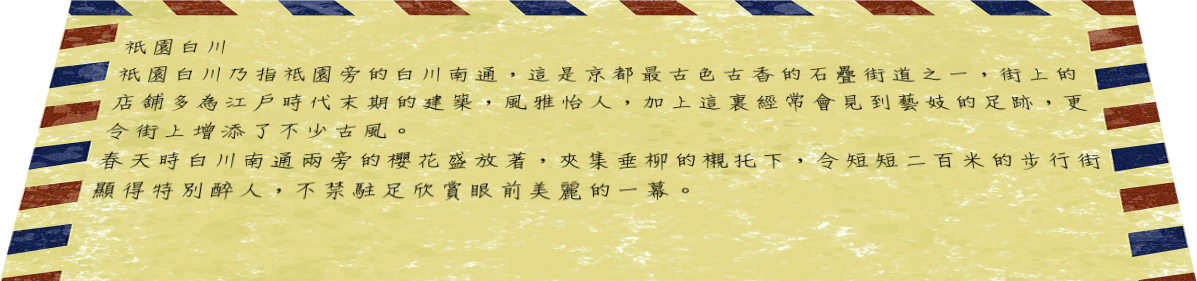 祇園白川
祇園白川乃指祇園旁的白川南通，這是京都最古色古香的石疊街道之一，街上的
店鋪多為江戶時代末期的建築，風雅怡人，加上這裏經常會見到藝妓的足跡，更
令街上增添了不少古風。
春天時白川南通兩旁的櫻花盛放著，夾集垂柳的襯托下，令短短二百米的步行街
顯得特別醉人，不禁駐足欣賞眼前美麗的一幕。